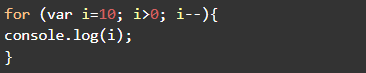 for (var i=10; i>0; i--){
console.log(i);
}